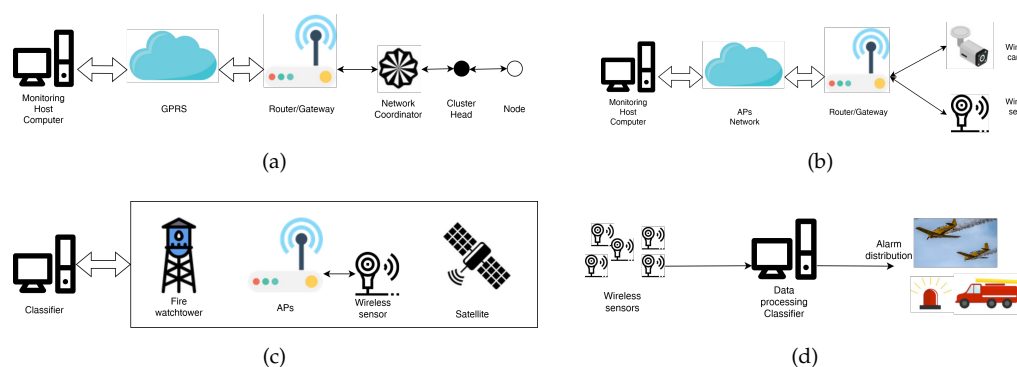 Monitoring
Host
Computer
GPRS
Router/Gateway
Network
Coordinator
Cluster
Head
Node
(a)
Monitoring
Host
Computer
APs
Network
Router/Gateway
(b)
Classifier
Fire
watchtower
APs
Wireless
sensor
Satellite
(c)
Wireless
sensors
Data
processing
Classifier
Alarm
distribution
(d)